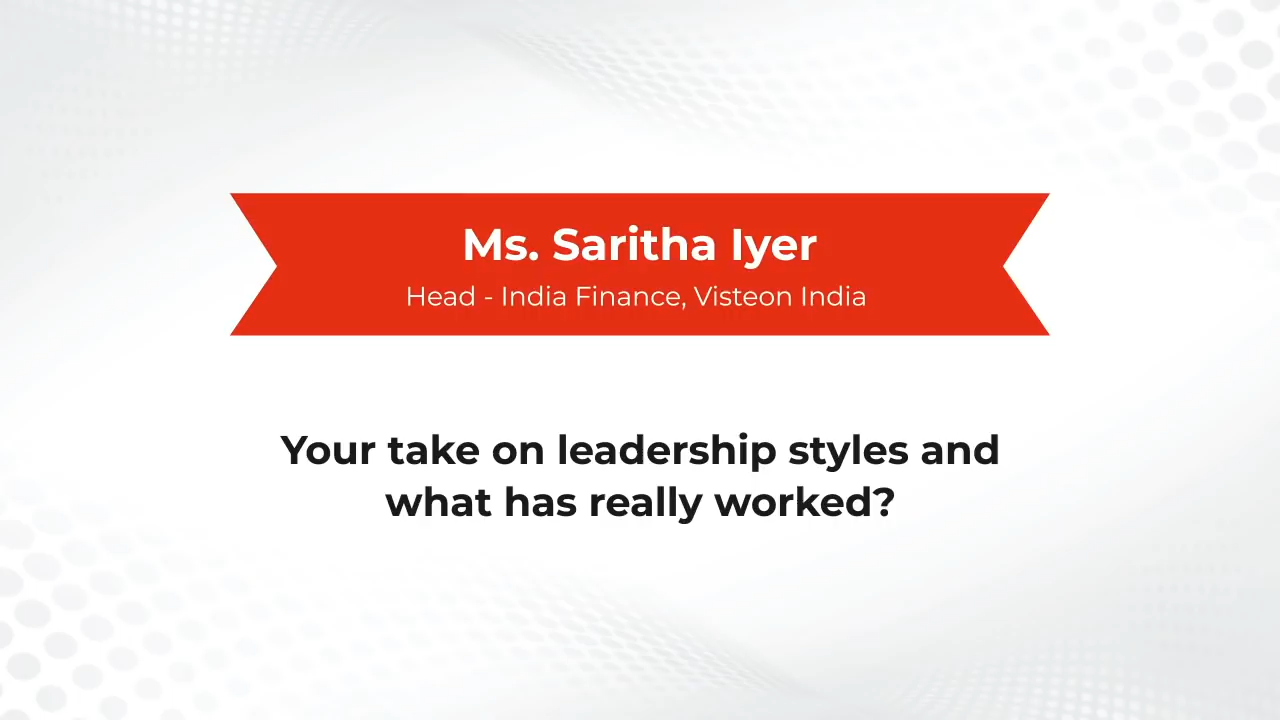 Ms. Saritha Iyer
Head - India Finance, Visteon India
Your take on leadership styles and
what has really worked?